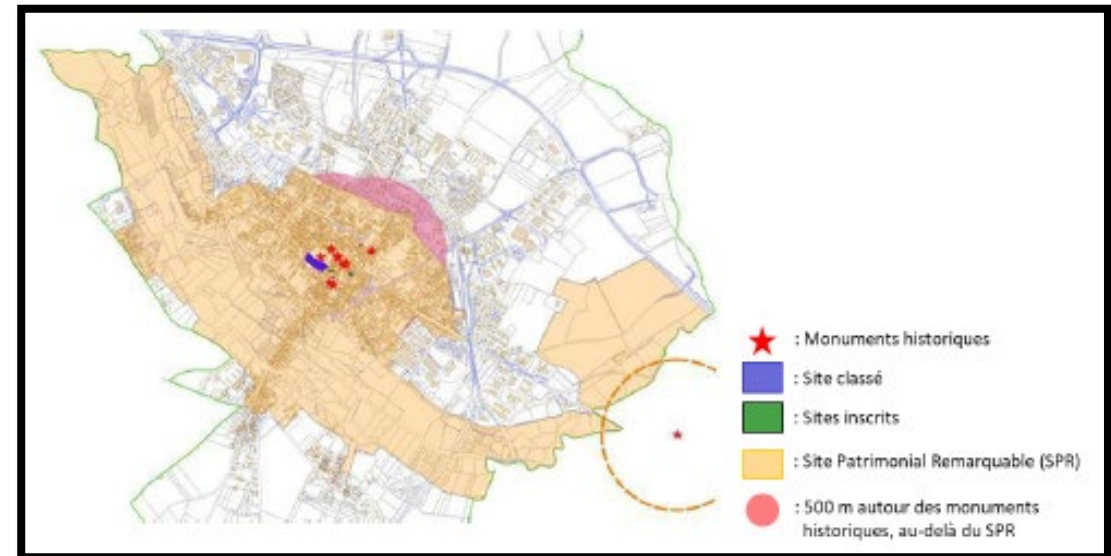 : Monuments historiques
: Site classé
: Sites inscrits
: Site Patrimonial Remarquable (SPR)
: 500 m autour des monuments
historiques, au-delà du SPR